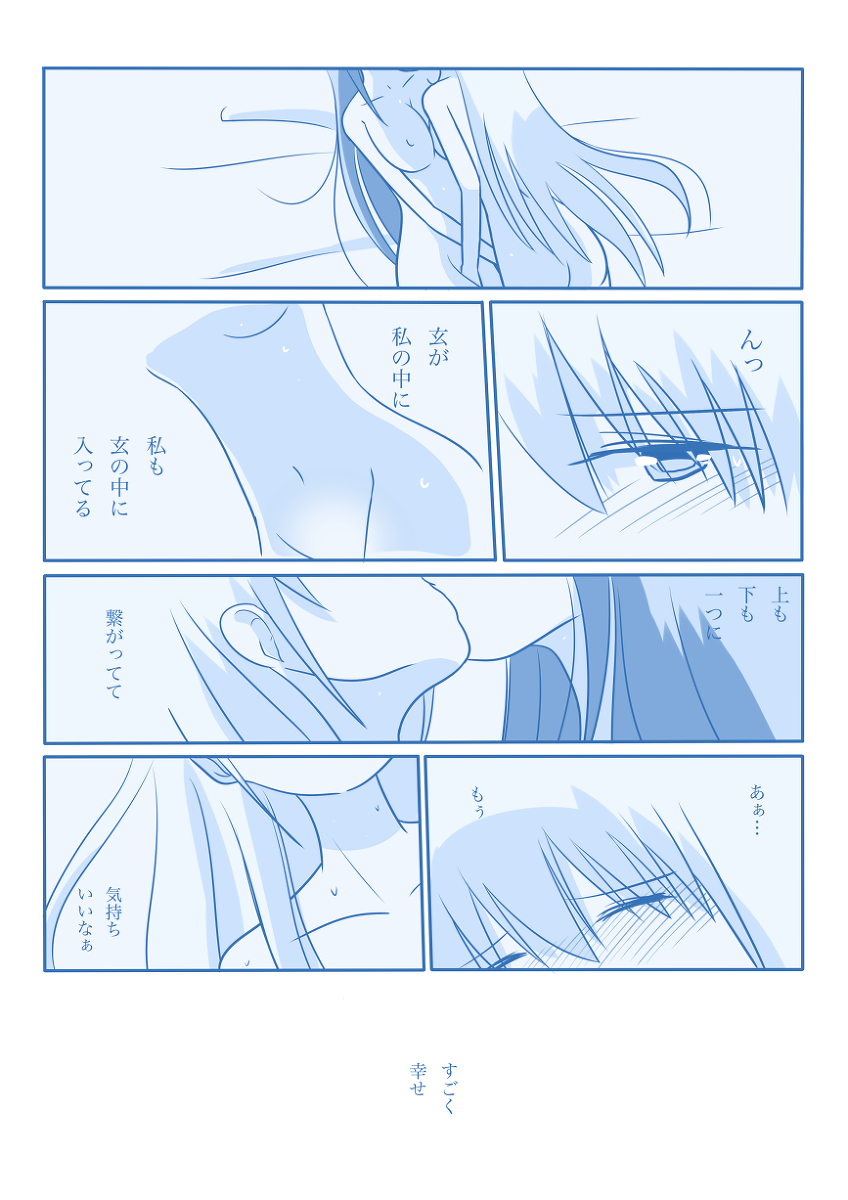 んっ
玄が
私の中に
私も
玄の中に
入ってる
上も
下も
一つに
繋がってて
あぁ…
もぅ
気持ち
いいなぁ
すごく
幸せ